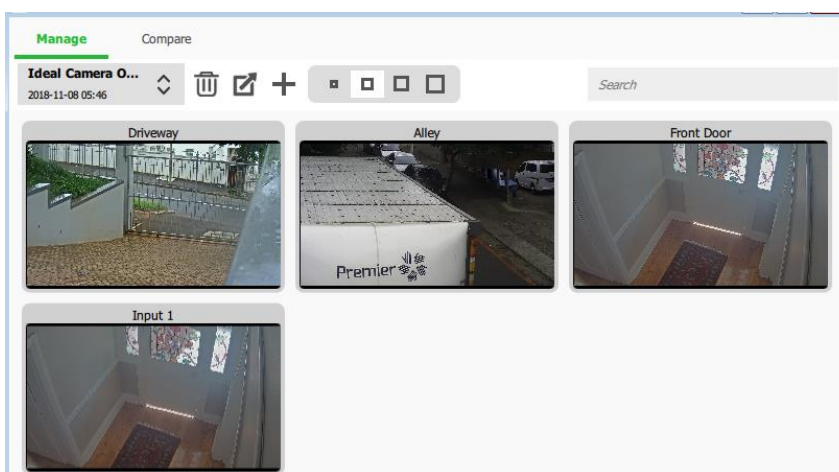 Manage
Compare
Ideal Camera O...
2018-11-08 05:46
Search
Driveway
Alley
Front Door
Premier
Input 1